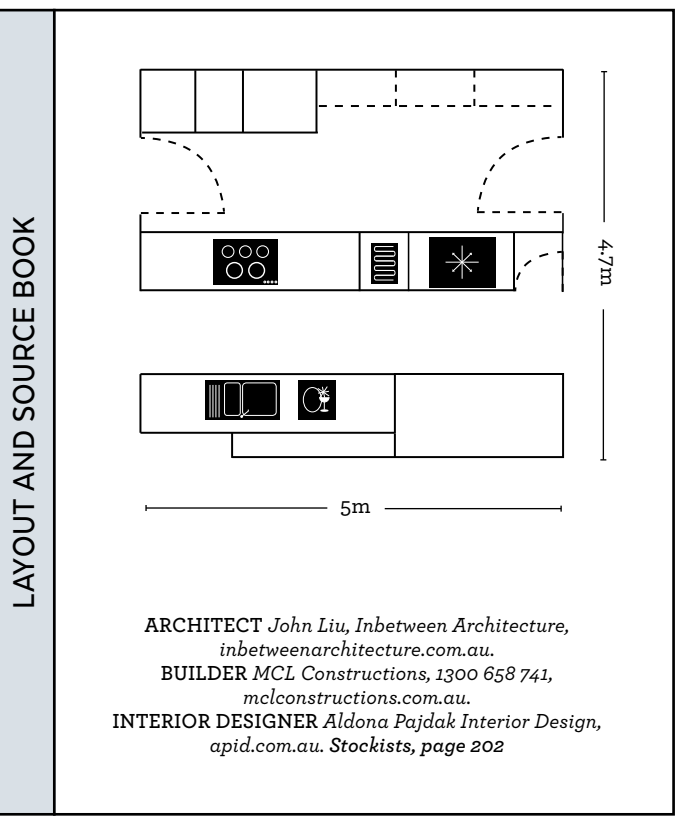 LAYOUT AND SOURCE BOOK
4.7m
5m
ARCHITECT John Liu, Inbetween Architecture,
inbetweenarchitecture.com.au.
BUILDER MCL Constructions, 1300 658 741,
mclconstructions.com.au.
INTERIOR DESIGNER Aldona Pajdak Interior Design,
apid.com.au. Stockists, page 202